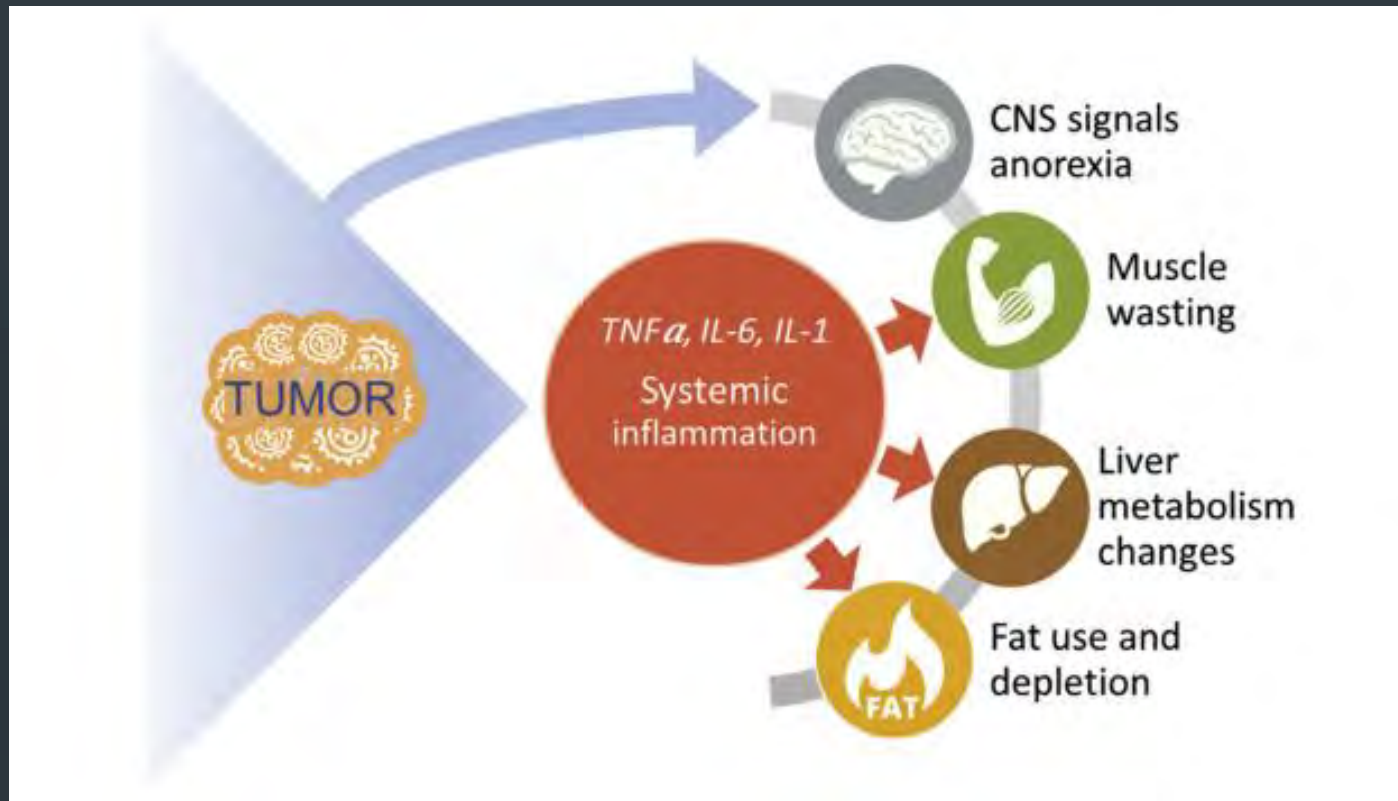 CNS signals
anorexia
Muscle
wasting
TNFα, IL-6, IL-1
Systemic
inflammation
TUMOR
Liver
metabolism
changes
Fat use and
depletion
FAT